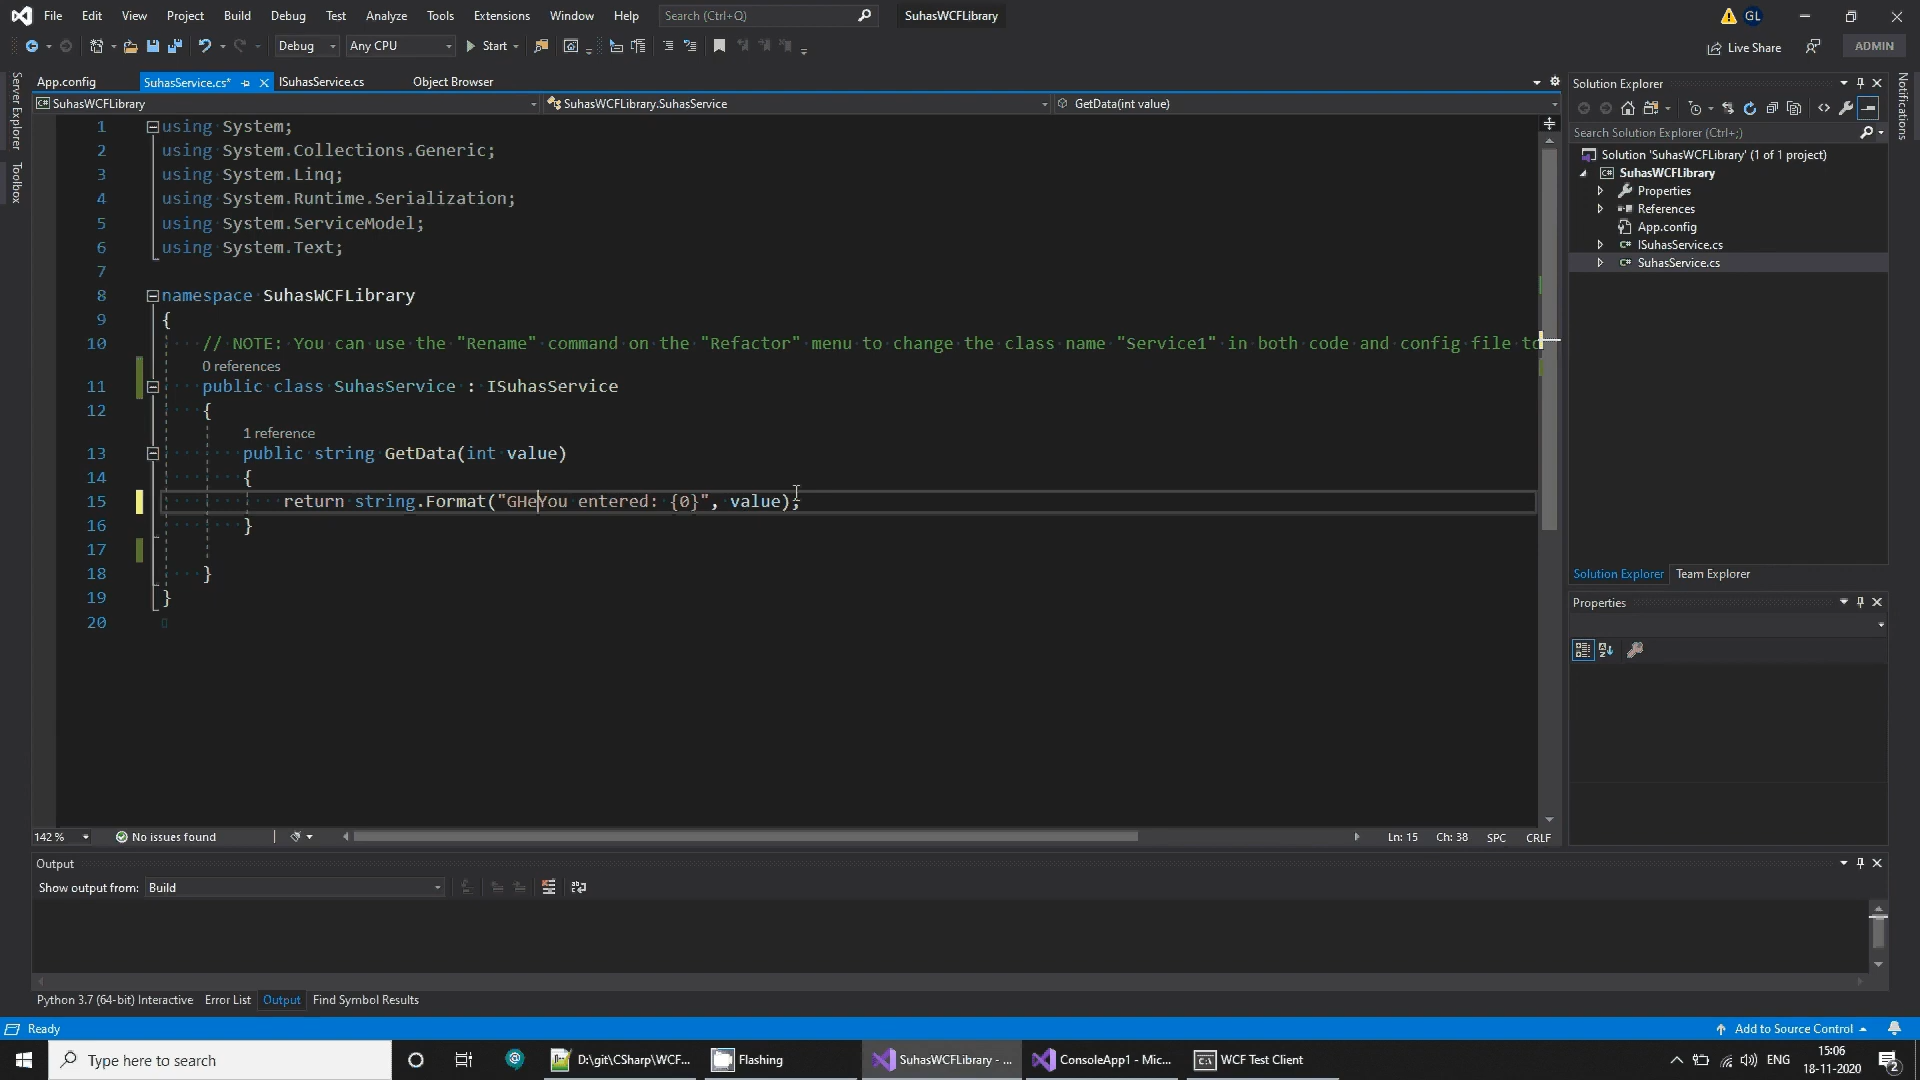 File Edit View Project Build Debug Test Analyze Tools Extensions Window Help Search (Ctrl+Q) SuhasWCFLibrary GL
Debug Any CPU Start Live Share ADMIN
Server Explorer
Toolbox
Notifications
App.config SuhasService.cs* ISuhasService.cs Object Browser
SuhasWCFLibrary SuhasWCFLibrary.SuhasService GetData(int value)
1 using System;
2 using System.Collections.Generic;
3 using System.Linq;
4 using System.Runtime.Serialization;
5 using System.ServiceModel;
6 using System.Text;
7
8 namespace SuhasWCFLibrary
9 {
10 // NOTE: You can use the "Rename" command on the "Refactor" menu to change the class name "Service1" in both code and config file to
0 references
11 public class SuhasService : ISuhasService
12 {
1 reference
13 public string GetData(int value)
14 {
15 return string.Format("GHeYou entered: {0}", value);
16 }
17
18 }
19 }
20
142 % No issues found Ln: 15 Ch: 38 SPC CRLF
Solution Explorer
Search Solution Explorer (Ctrl+;)
Solution 'SuhasWCFLibrary' (1 of 1 project)
SuhasWCFLibrary
Properties
References
App.config
ISuhasService.cs
SuhasService.cs
Solution Explorer Team Explorer
Properties
Output
Show output from: Build
Python 3.7 (64-bit) Interactive Error List Output Find Symbol Results
Ready Add to Source Control
Type here to search D:\git\CSharp\WCF... Flashing SuhasWCFLibrary - ... ConsoleApp1 - Mic... WCF Test Client ENG 15:06
18-11-2020 2